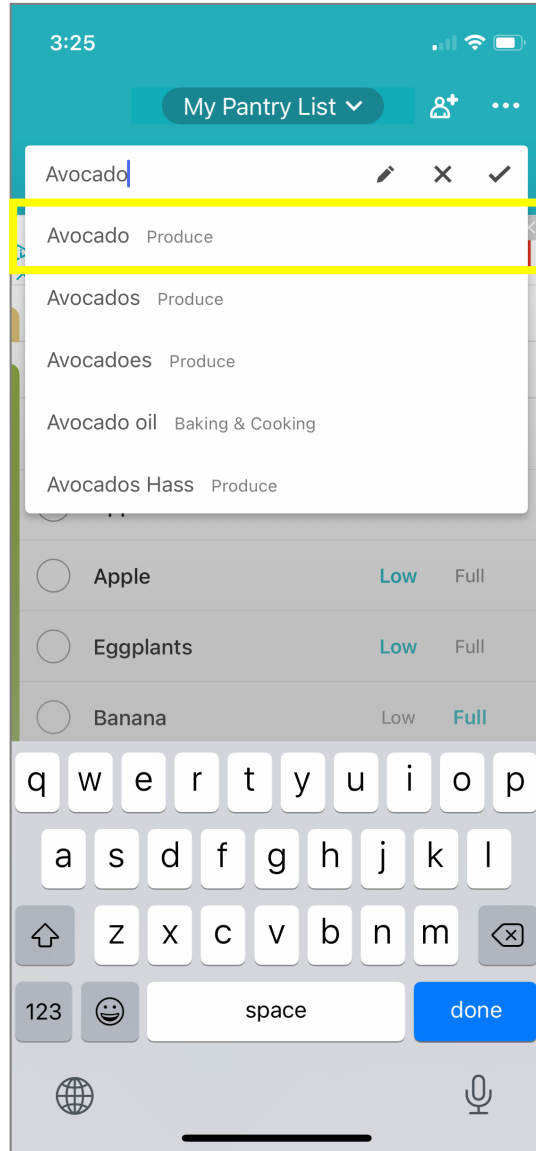 3:25
My Pantry List
Avocado
Avocado Produce
Avocados Produce
Avocadoes Produce
Avocado oil Baking & Cooking
Avocados Hass Produce
Apple Low Full
Eggplants Low Full
Banana Low Full
q w e r t y u i o p
a s d f g h j k l
z x c v b n m
123 space done